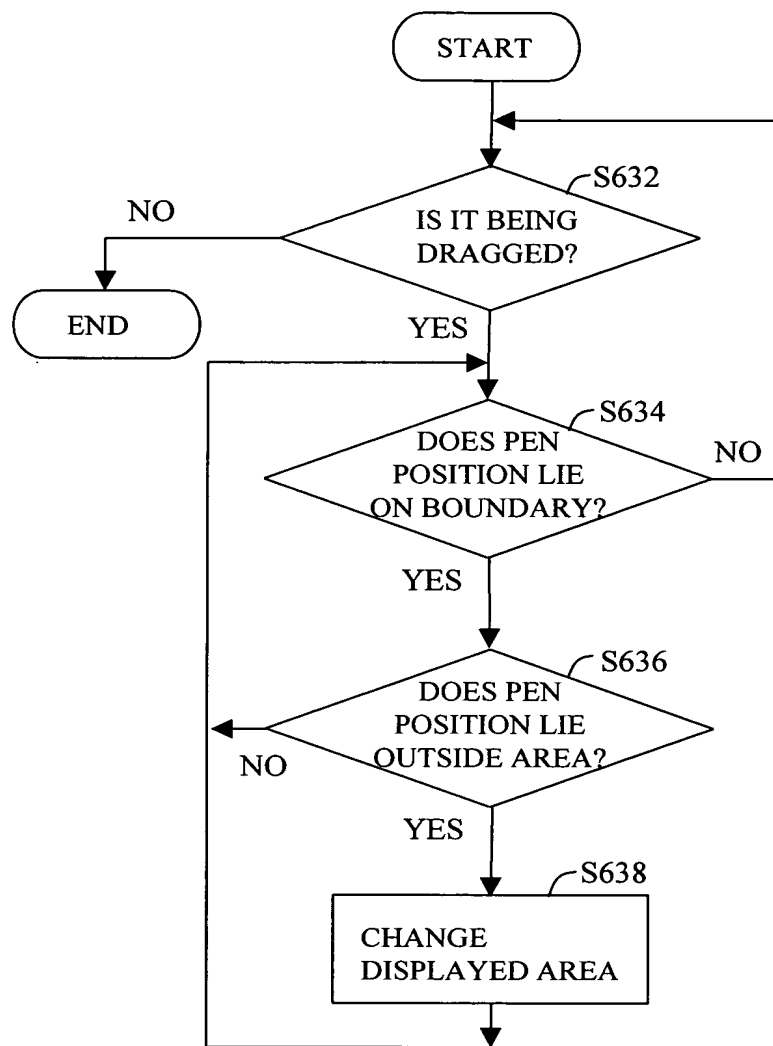 START
S632
NO
IS IT BEING
DRAGGED?
END
YES
S634
DOES PEN
POSITION LIE
ON BOUNDARY?
NO
YES
S636
DOES PEN
POSITION LIE
OUTSIDE AREA?
NO
YES
S638
CHANGE
DISPLAYED AREA